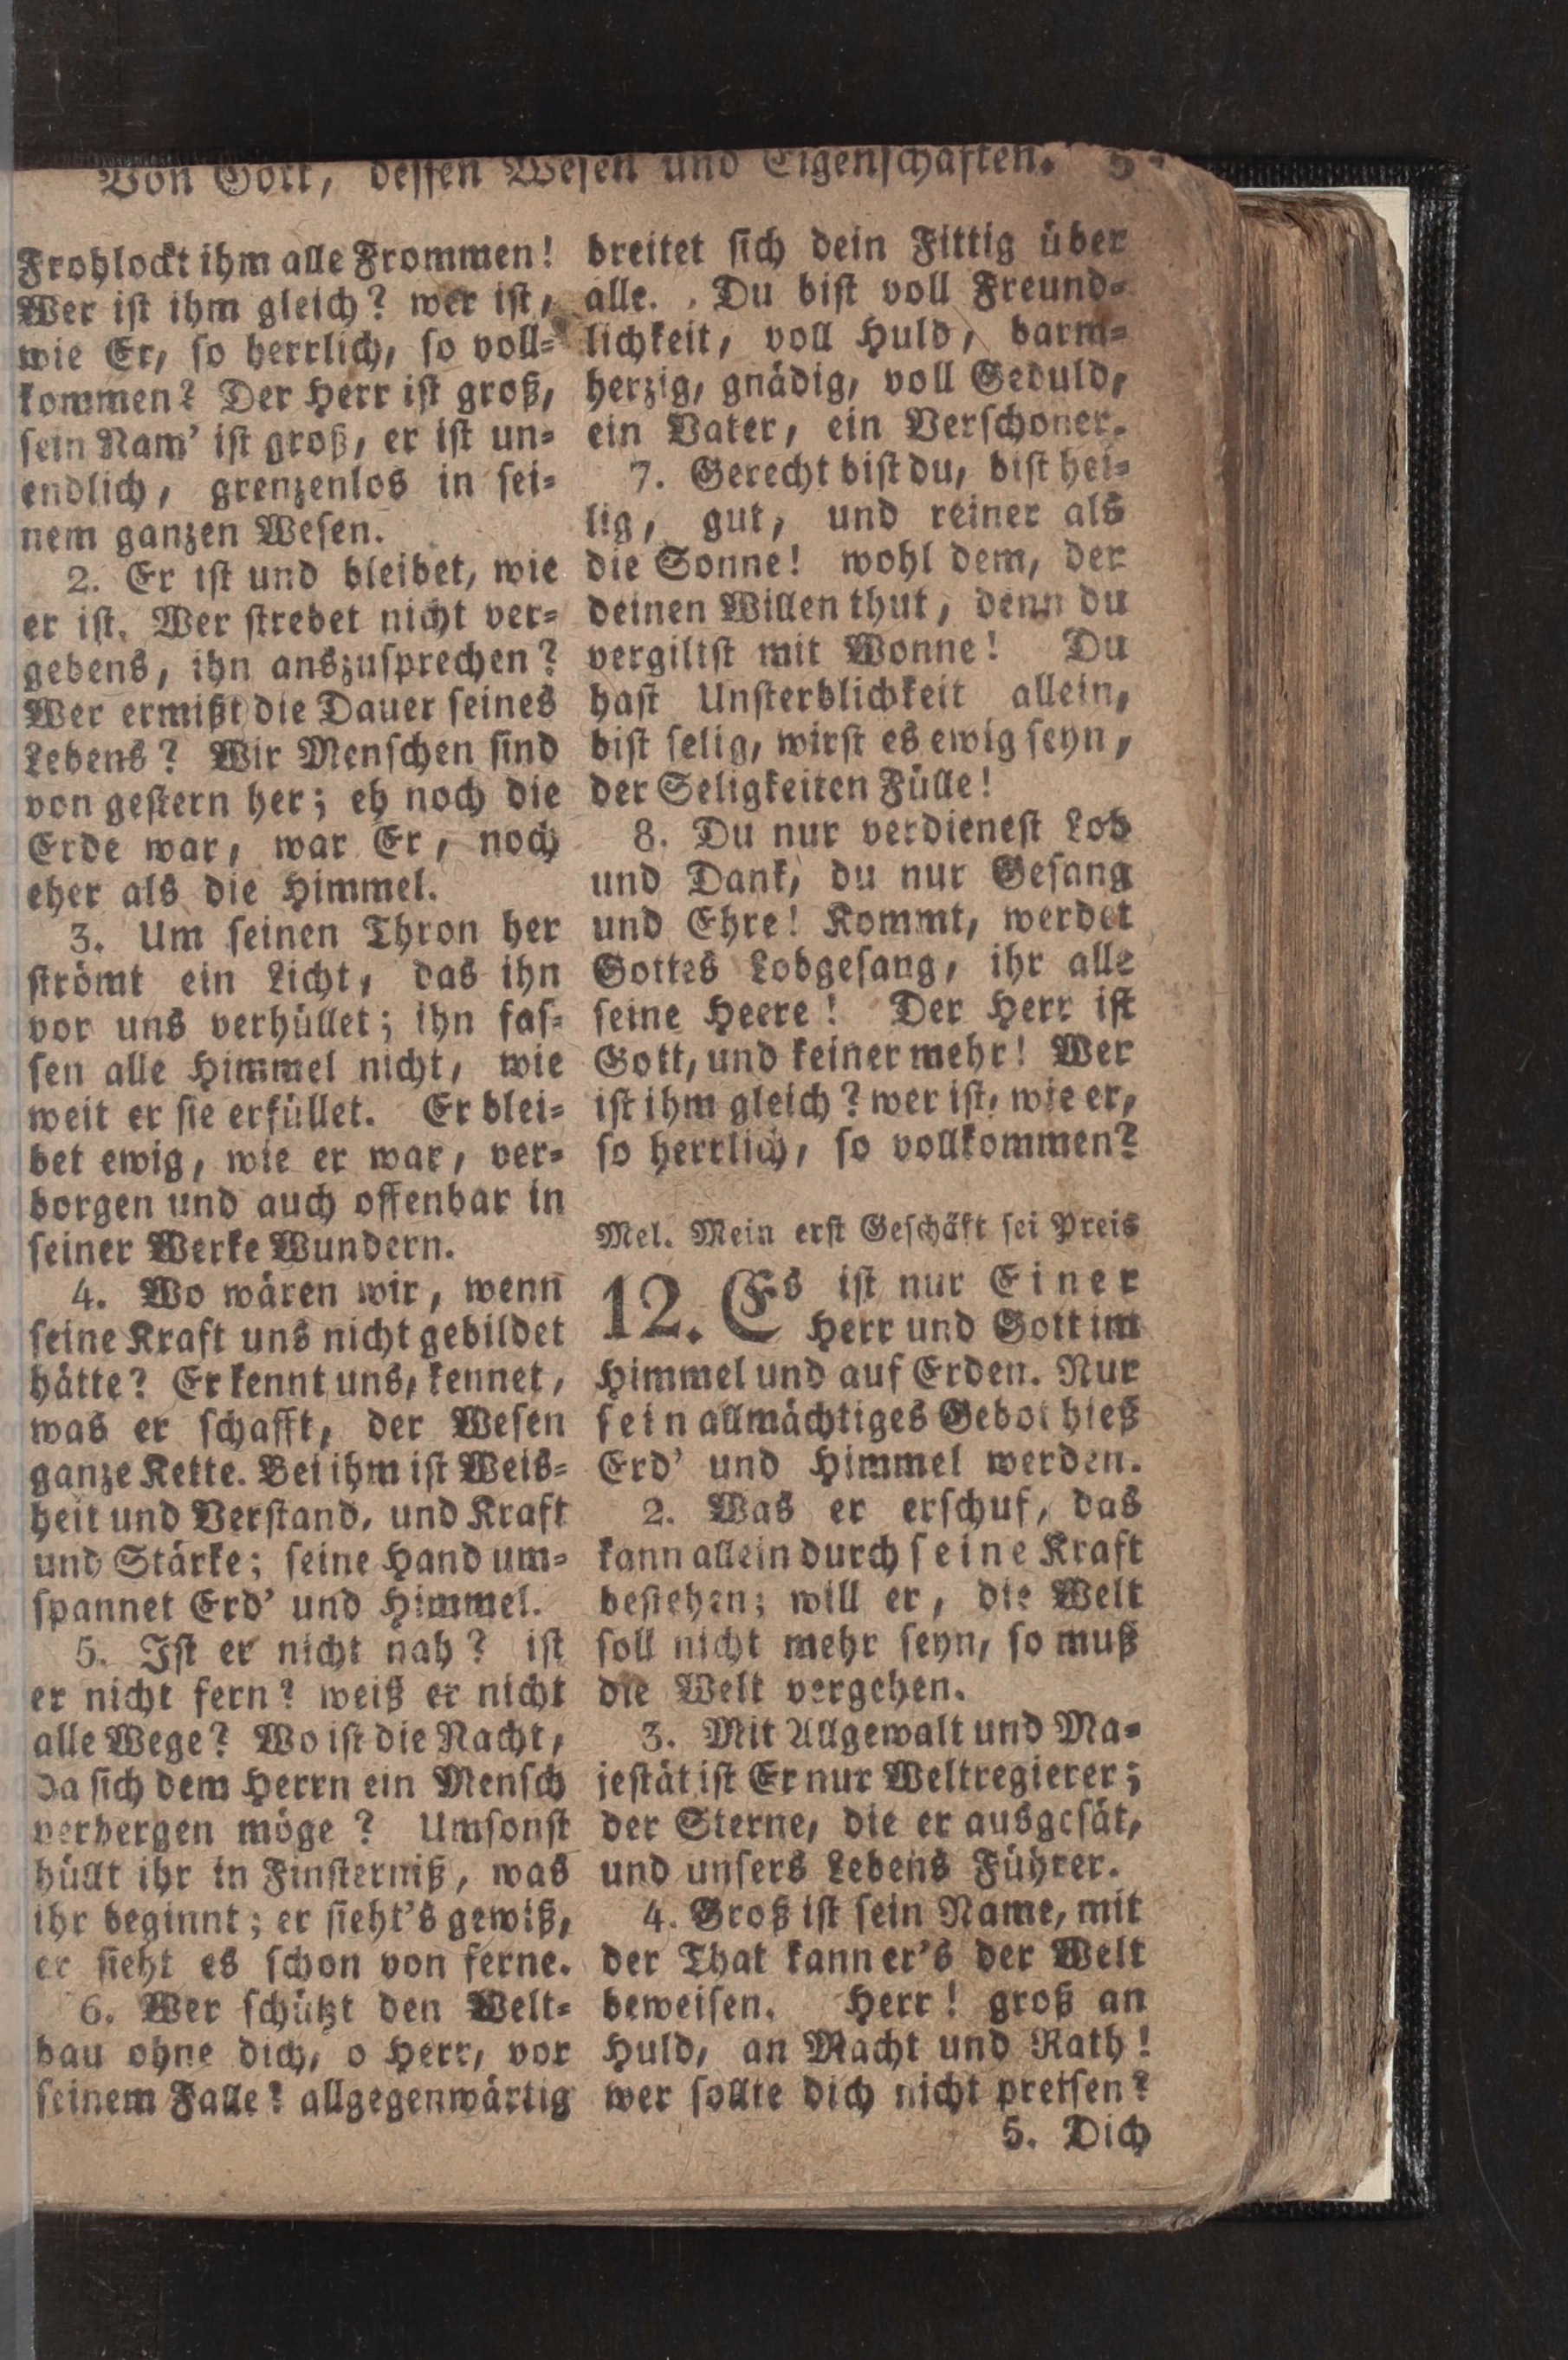 Von Gott, dessen Wesen und Eigenschaften. 5
Frohlockt ihm alle Frommen!
Wer ist ihm gleich? wer ist,
wie Er, so herrlich, so voll=
kommen? Der Herr ist groß,
sein Nam' ist groß, er ist un=
endlich, grenzenlos in sei=
nem ganzen Wesen.
2. Er ist und bleibet, wie
er ist. Wer strebet nicht ver=
gebens, ihn anszusprechen?
Wer ermißt die Dauer seines
Lebens? Wir Menschen sind
von gestern her; eh noch die
Erde war, war Er, noch
eher als die Himmel.
3. Um seinen Thron her
strömt ein Licht, das ihn
vor uns verhüllet; ihn fas=
sen alle Himmel nicht, wie
weit er sie erfüllet. Er blei=
bet ewig, wie er war, ver=
borgen und auch offenbar in
seiner Werke Wundern.
4. Wo wären wir, wenn
seine Kraft uns nicht gebildet
hätte? Er kennt uns, kennet,
was er schafft, der Wesen
ganze Kette. Bei ihm ist Weis=
heit und Verstand, und Kraft
und Stärke; seine Hand um=
spannet Erd' und Himmel.
5. Ist er nicht nah? ist
er nicht fern? weiß er nicht
alle Wege? Wo ist die Nacht,
da sich dem Herrn ein Mensch
verbergen möge? Umsonst
hüllt ihr in Finsterniß, was
ihr beginnt; er sieht's gewiß,
er sieht es schon von ferne.
6. Wer schützt den Welt=
bau ohne dich, o Herr, vor
seinem Falle? allgegenwärtig
breitet sich dein Fittig über
alle. Du bist voll Freund=
lichkeit, voll Huld, barm=
herzig, gnädig, voll Geduld,
ein Vater, ein Verschoner.
7. Gerecht bist du, bist hei=
lig, gut, und reiner als
die Sonne! wohl dem, der
deinen Willen thut, denn du
vergiltst mit Wonne! Du
hast Unsterblichkeit allein,
bist selig, wirst es ewig seyn,
der Seligkeiten Fülle!
8. Du nur verdienest Lob
und Dank, du nur Gesang
und Ehre! Kommt, werdet
Gottes Lobgesang, ihr alle
seine Heere! Der Herr ist
Gott, und keiner mehr! Wer
ist ihm gleich? wer ist, wie er,
so herrlich, so vollkommen?
Mel. Mein erst Geschäft sei Preis
12. Es ist nur Einer
Herr und Gott im
Himmel und auf Erden. Nur
sein allmächtiges Gebot hieß
Erd' und Himmel werden.
2. Was er erschuf, das
kann allein durch seine Kraft
bestehen; will er, die Welt
soll nicht mehr seyn, so muß
die Welt vergehen.
3. Mit Allgewalt und Ma=
jestät ist Er nur Weltregierer;
der Sterne, die er ausgesät,
und unsers Lebens Führer.
4. Groß ist sein Name, mit
der That kann er's der Welt
beweisen. Herr! groß an
Huld, an Macht und Rath!
wer sollte dich nicht preisen?
5. Dich